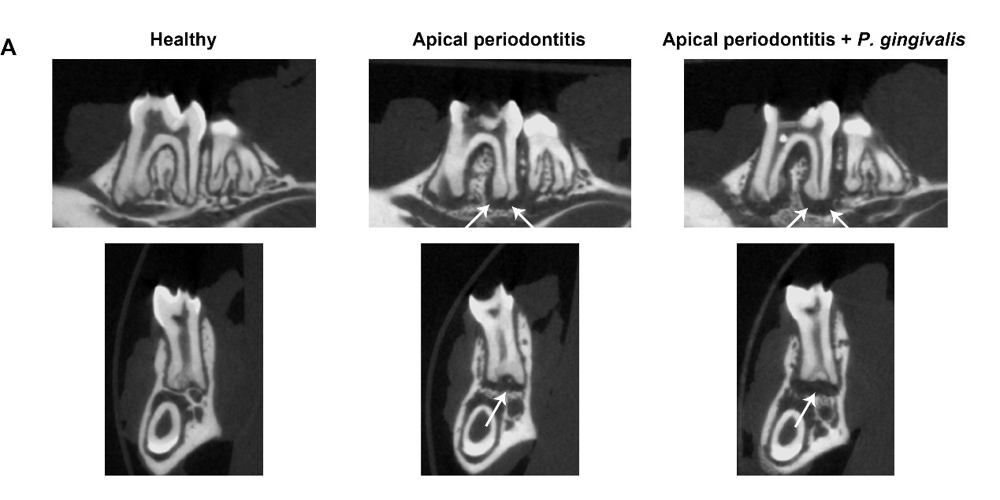 A
Healthy
Apical periodontitis
Apical periodontitis + P. gingivalis